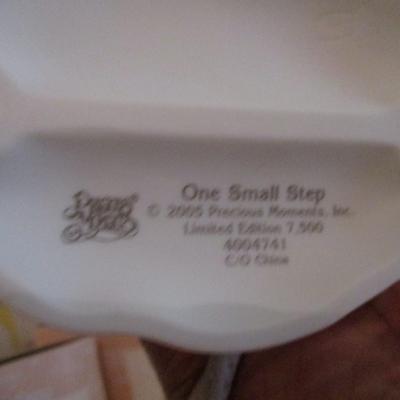 Precious Moments
One Small Step
© 2005 Precious Moments, Inc.
Limited Edition 7,500
4004741
C/O China